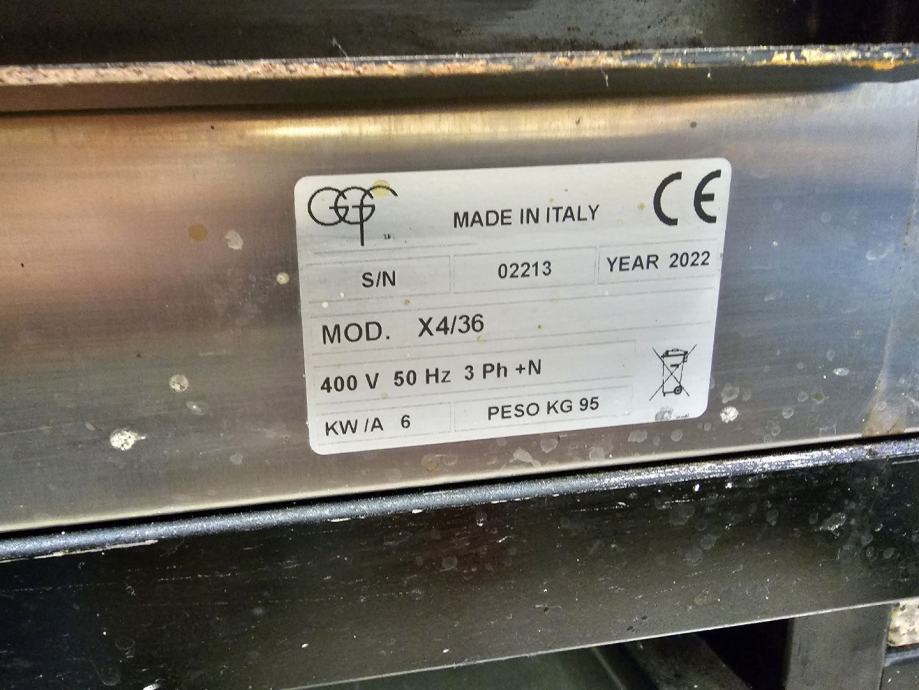 GGF
MADE IN ITALY
CE
S/N 02213 YEAR 2022
MOD. X4/36
400 V 50 Hz 3 Ph +N
KW/A 6 PESO KG 95